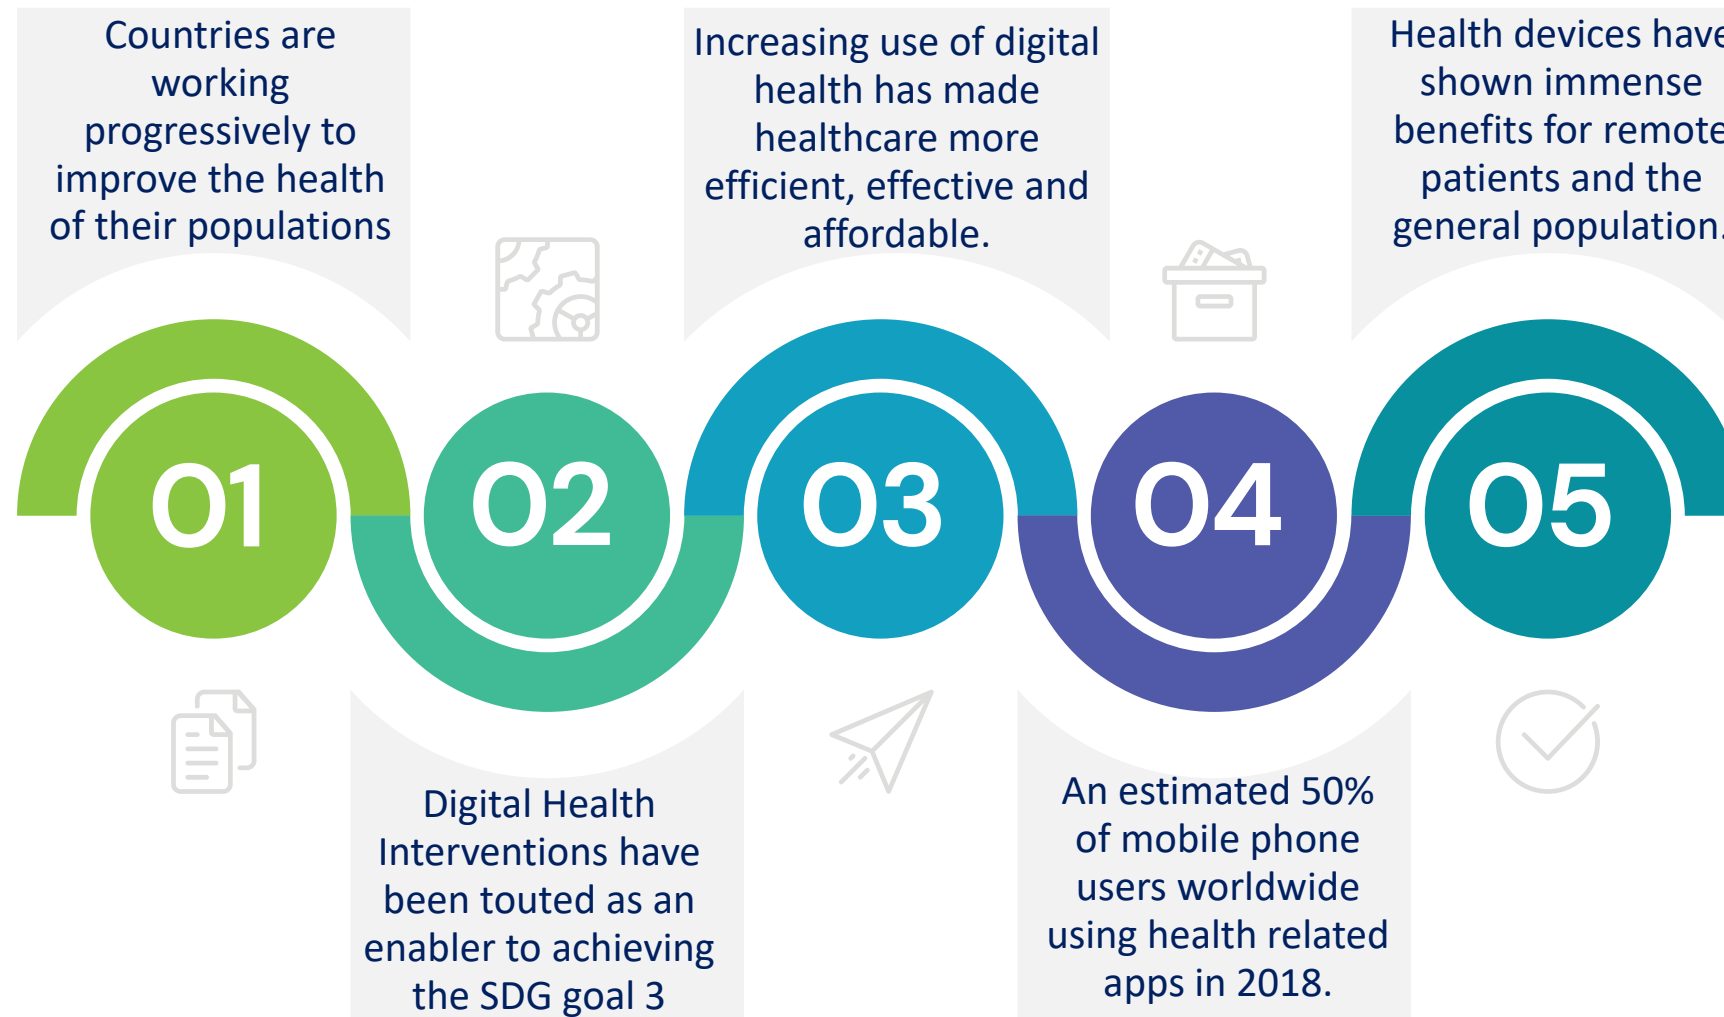 Countries are
working
progressively to
improve the health
of their populations
Increasing use of digital
health has made
healthcare more
efficient, effective and
affordable.
Health devices have
shown immense
benefits for remote
patients and the
general population.
01
02
03
04
05
Digital Health
Interventions have
been touted as an
enabler to achieving
the SDG goal 3
An estimated 50%
of mobile phone
users worldwide
using health related
apps in 2018.